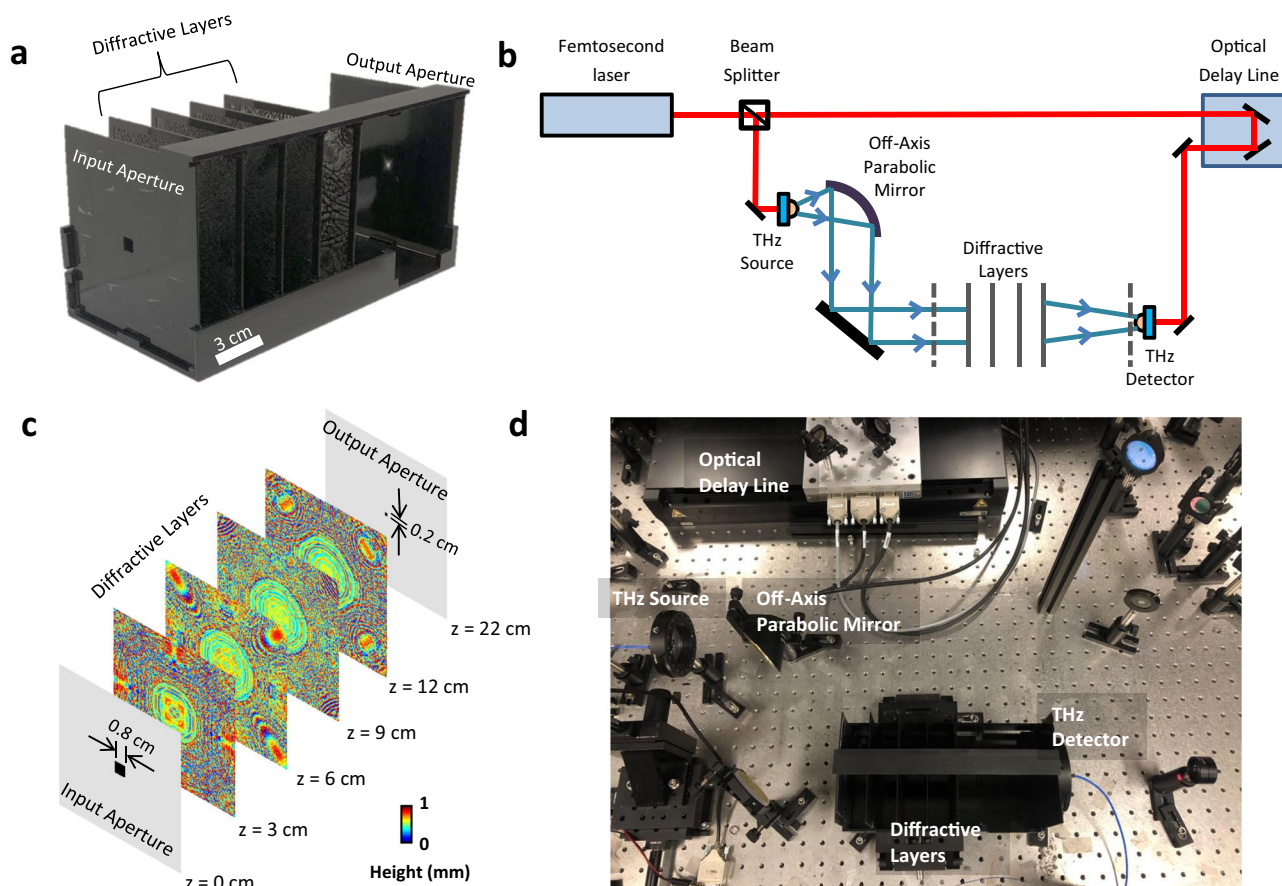 a
Diffractive Layers
Output Aperture
Input Aperture
3 cm
b
Femtosecond
laser
Beam
Splitter
Optical
Delay Line
Off-Axis
Parabolic
Mirror
THz
Source
Diffractive
Layers
THz
Detector
c
Output Aperture
0.2 cm
Diffractive Layers
z = 22 cm
z = 12 cm
z = 9 cm
z = 6 cm
z = 3 cm
z = 0 cm
0.8 cm
Input Aperture
1
0
Height (mm)
d
Optical
Delay Line
THz Source
Off-Axis
Parabolic Mirror
THz
Detector
Diffractive
Layers